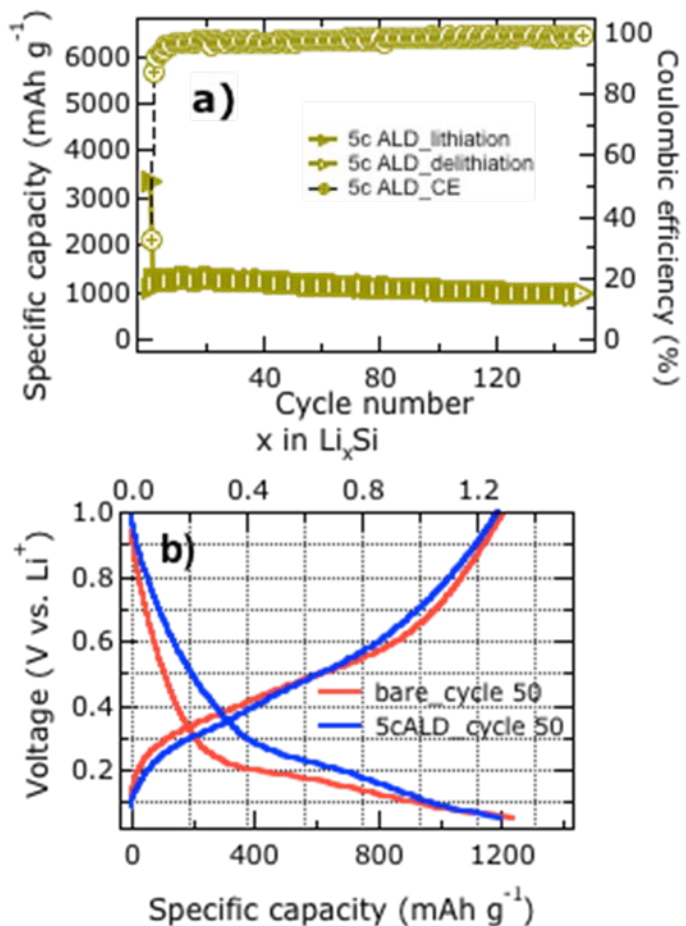 a)
Specific capacity (mAh g⁻¹)
6000
5000
4000
3000
2000
1000
0
100
80
60
40
20
0
Coulombic efficiency (%)
5c ALD_lithiation
5c ALD_delithiation
5c ALD_CE
40 80 120
Cycle number
x in LiₓSi
0.0 0.4 0.8 1.2
b)
Voltage (V vs. Li⁺)
1.0
0.8
0.6
0.4
0.2
bare_cycle 50
5cALD_cycle 50
0 400 800 1200
Specific capacity (mAh g⁻¹)